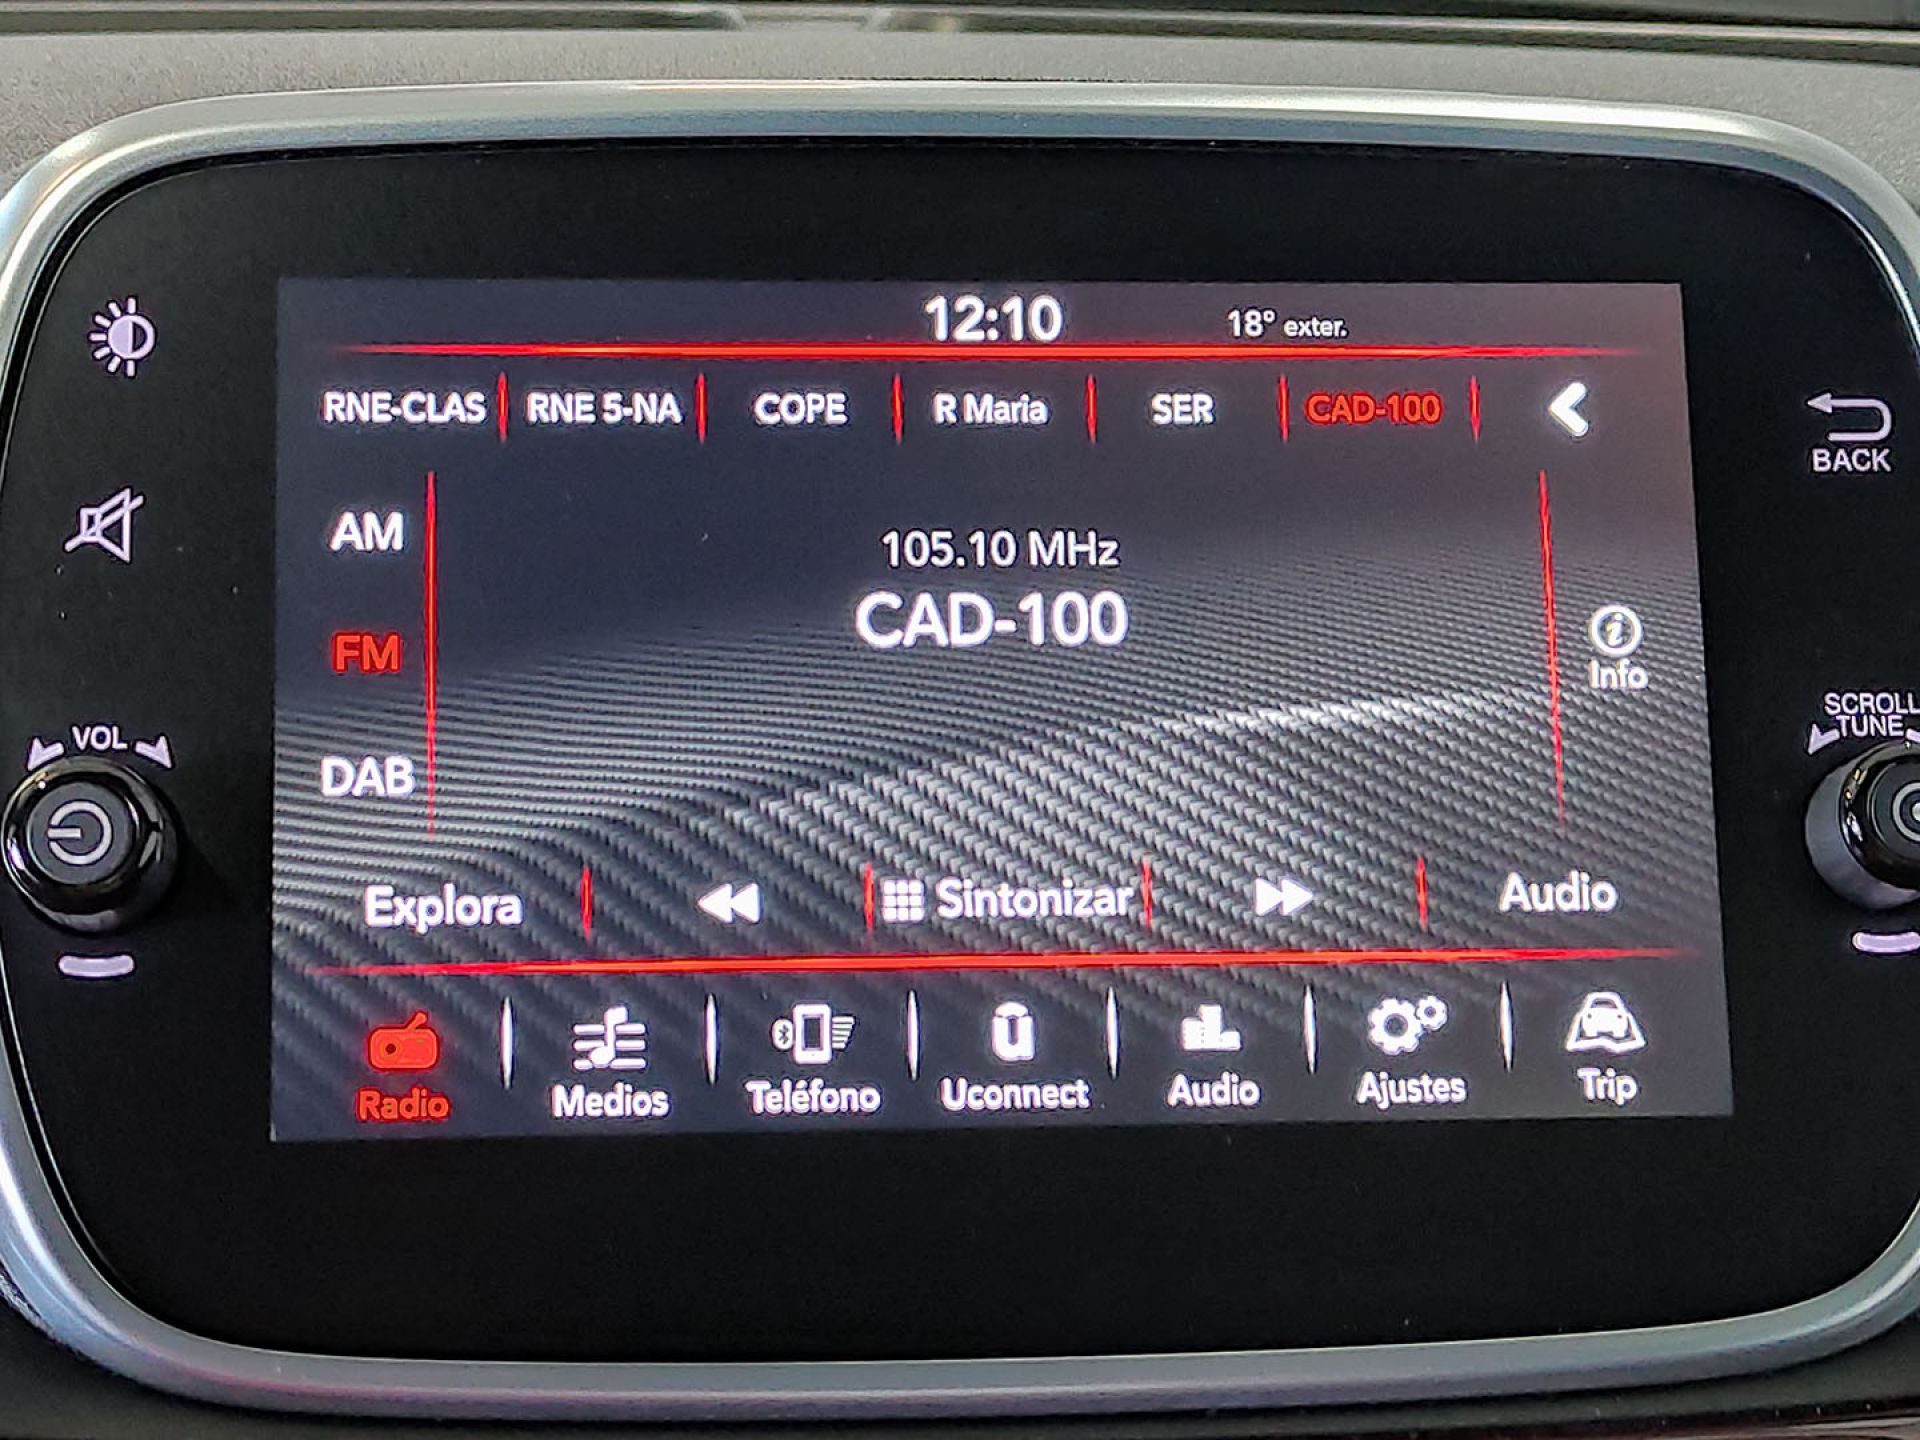 12:10 18° exter.
RNE-CLAS RNE 5-NA COPE R Maria SER CAD-100
BACK
AM
105.10 MHz
CAD-100
FM
Info
VOL
SCROLL
TUNE
DAB
Explora Sintonizar Audio
Radio Medios Teléfono Uconnect Audio Ajustes Trip